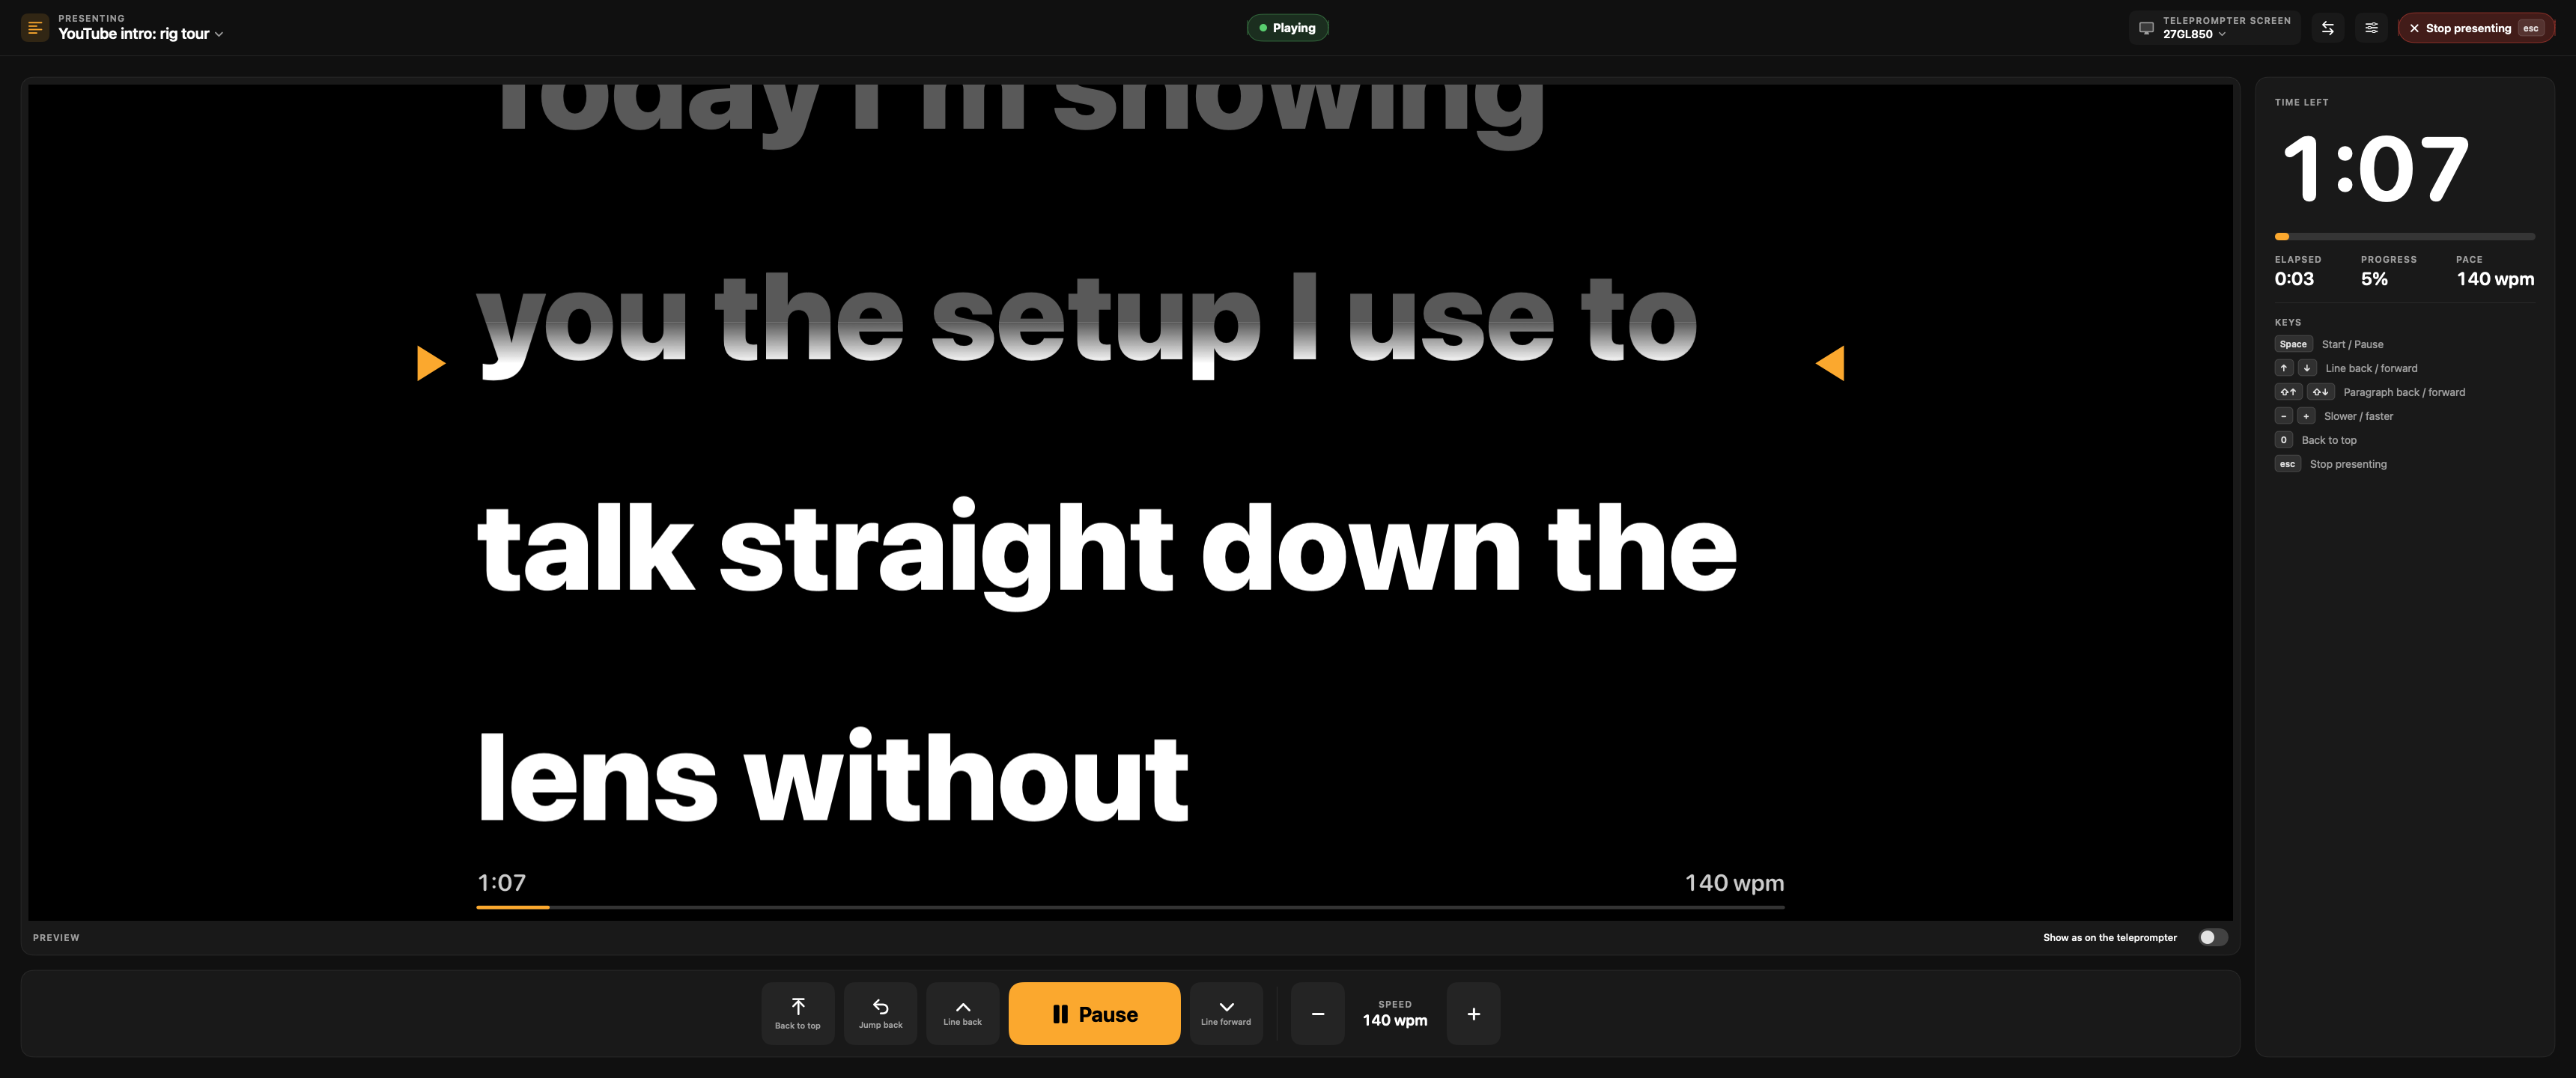 PRESENTING
YouTube intro: rig tour
Playing
TELEPROMPTER SCREEN
27GL850
Stop presenting esc
Today I'm showing
you the setup I use to
talk straight down the
lens without
1:07 140 wpm
PREVIEW
Show as on the teleprompter
Back to top
Jump back
Line back
Pause
Line forward
−
SPEED
140 wpm
+
TIME LEFT
1:07
ELAPSED PROGRESS PACE
0:03 5% 140 wpm
KEYS
Space Start / Pause
↑ ↓ Line back / forward
⇧↑ ⇧↓ Paragraph back / forward
− + Slower / faster
0 Back to top
esc Stop presenting